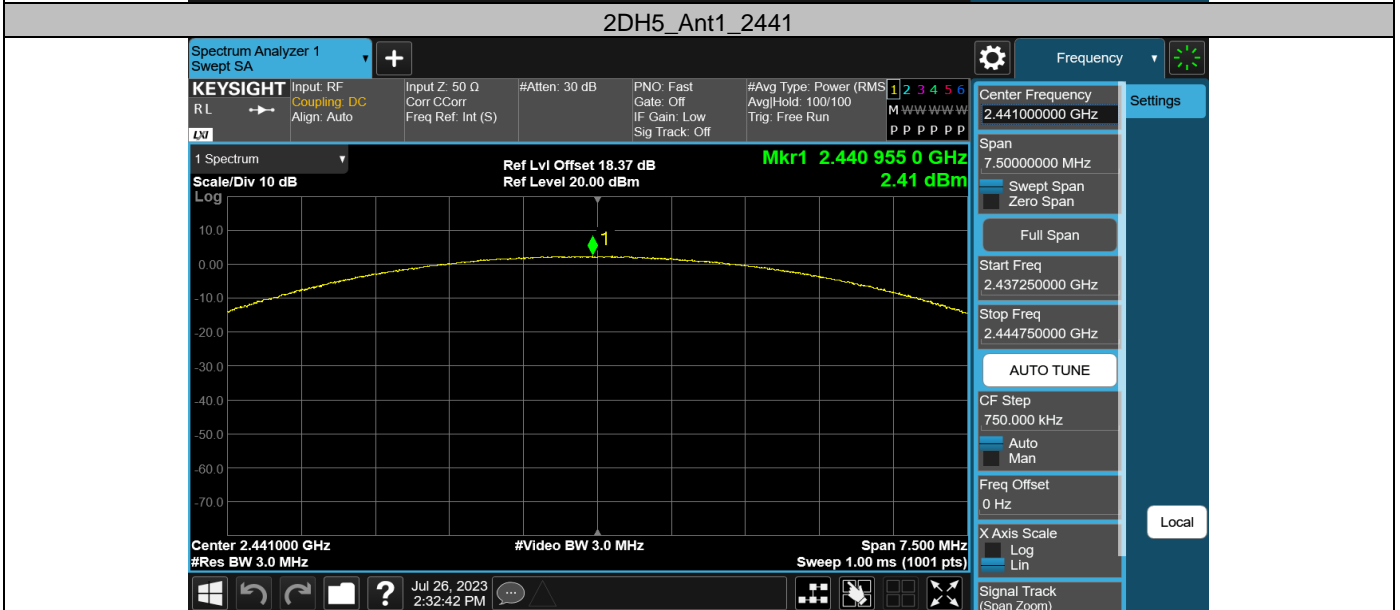 2DH5_Ant1_2441
Spectrum Analyzer 1
Swept SA
Frequency
KEYSIGHT
RL
LXI
Input: RF
Coupling: DC
Align: Auto
Input Z: 50 Ω
Corr CCorr
Freq Ref: Int (S)
#Atten: 30 dB
PNO: Fast
Gate: Off
IF Gain: Low
Sig Track: Off
#Avg Type: Power (RMS
Avg|Hold: 100/100
Trig: Free Run
1 2 3 4 5 6
M W W W W W
P P P P P P
1 Spectrum
Scale/Div 10 dB
Log
Ref Lvl Offset 18.37 dB
Ref Level 20.00 dBm
Mkr1 2.440 955 0 GHz
2.41 dBm
1
10.0
0.00
-10.0
-20.0
-30.0
-40.0
-50.0
-60.0
-70.0
Center 2.441000 GHz
#Res BW 3.0 MHz
#Video BW 3.0 MHz
Span 7.500 MHz
Sweep 1.00 ms (1001 pts)
Center Frequency
2.441000000 GHz
Span
7.50000000 MHz
Swept Span
Zero Span
Full Span
Start Freq
2.437250000 GHz
Stop Freq
2.444750000 GHz
AUTO TUNE
CF Step
750.000 kHz
Auto
Man
Freq Offset
0 Hz
X Axis Scale
Log
Lin
Signal Track
(Span Zoom)
Settings
Local
?
Jul 26, 2023
2:32:42 PM